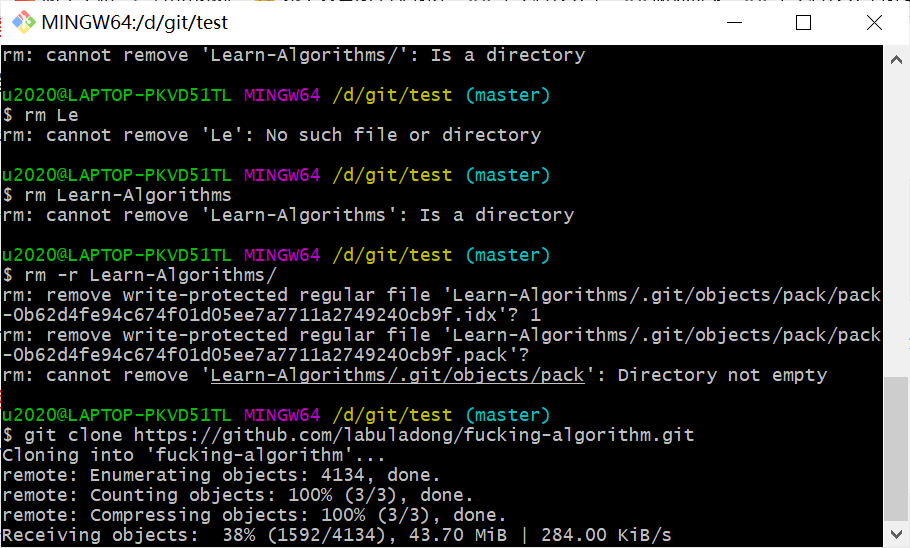 MINGW64:/d/git/test
rm: cannot remove 'Learn-Algorithms/': Is a directory
u2020@LAPTOP-PKVD51TL MINGW64 /d/git/test (master)
$ rm Le
rm: cannot remove 'Le': No such file or directory
u2020@LAPTOP-PKVD51TL MINGW64 /d/git/test (master)
$ rm Learn-Algorithms
rm: cannot remove 'Learn-Algorithms': Is a directory
u2020@LAPTOP-PKVD51TL MINGW64 /d/git/test (master)
$ rm -r Learn-Algorithms/
rm: remove write-protected regular file 'Learn-Algorithms/.git/objects/pack/pack
-0b62d4fe94c674f01d05ee7a7711a2749240cb9f.idx'? 1
rm: remove write-protected regular file 'Learn-Algorithms/.git/objects/pack/pack
-0b62d4fe94c674f01d05ee7a7711a2749240cb9f.pack'?
rm: cannot remove 'Learn-Algorithms/.git/objects/pack': Directory not empty
u2020@LAPTOP-PKVD51TL MINGW64 /d/git/test (master)
$ git clone https://github.com/labuladong/fucking-algorithm.git
Cloning into 'fucking-algorithm'...
remote: Enumerating objects: 4134, done.
remote: Counting objects: 100% (3/3), done.
remote: Compressing objects: 100% (3/3), done.
Receiving objects:  38% (1592/4134), 43.70 MiB | 284.00 KiB/s